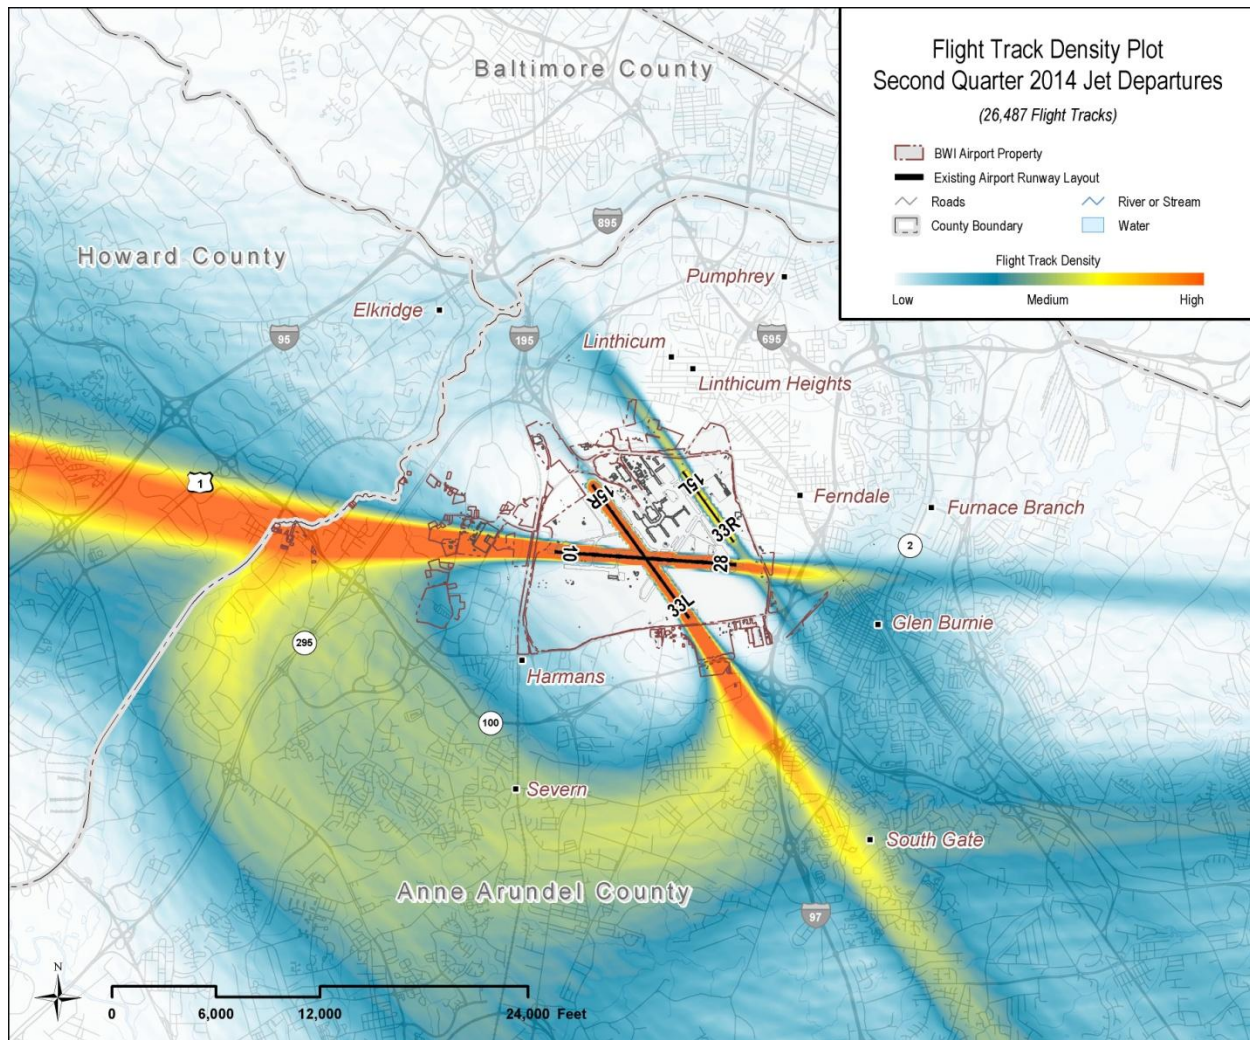 Flight Track Density Plot
Second Quarter 2014 Jet Departures
(26,487 Flight Tracks)
BWI Airport Property
Existing Airport Runway Layout
Roads
River or Stream
County Boundary
Water
Flight Track Density
Low
Medium
High
Baltimore County
895
Howard County
Pumphrey
Elkridge
95
195
Linthicum
695
Linthicum Heights
1
15R
15L
Ferndale
Furnace Branch
33R
2
10
28
33L
Glen Burnie
295
Harmans
100
Severn
South Gate
Anne Arundel County
97
N
0
6,000
12,000
24,000 Feet